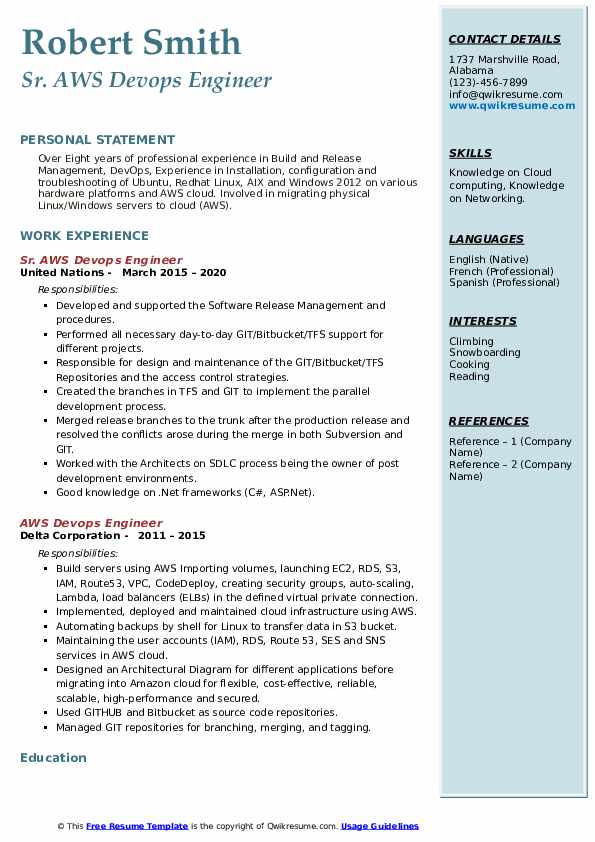 Robert Smith
Sr. AWS Devops Engineer
PERSONAL STATEMENT
Over Eight years of professional experience in Build and Release
Management, DevOps, Experience in Installation, configuration and
troubleshooting of Ubuntu, Redhat Linux, AIX and Windows 2012 on various
hardware platforms and AWS cloud. Involved in migrating physical
Linux/Windows servers to cloud (AWS).
WORK EXPERIENCE
Sr. AWS Devops Engineer
United Nations - March 2015 – 2020
Responsibilities:
▪ Developed and supported the Software Release Management and
procedures.
▪ Performed all necessary day-to-day GIT/Bitbucket/TFS support for
different projects.
▪ Responsible for design and maintenance of the GIT/Bitbucket/TFS
Repositories and the access control strategies.
▪ Created the branches in TFS and GIT to implement the parallel
development process.
▪ Merged release branches to the trunk after the production release and
resolved the conflicts arose during the merge in both Subversion and
GIT.
▪ Worked with the Architects on SDLC process being the owner of post
development environments.
▪ Good knowledge on .Net frameworks (C#, ASP.Net).
AWS Devops Engineer
Delta Corporation - 2011 – 2015
Responsibilities:
▪ Build servers using AWS Importing volumes, launching EC2, RDS, S3,
IAM, Route53, VPC, CodeDeploy, creating security groups, auto-scaling,
Lambda, load balancers (ELBs) in the defined virtual private connection.
▪ Implemented, deployed and maintained cloud infrastructure using AWS.
▪ Automating backups by shell for Linux to transfer data in S3 bucket.
▪ Maintaining the user accounts (IAM), RDS, Route 53, SES and SNS
services in AWS cloud.
▪ Designed an Architectural Diagram for different applications before
migrating into Amazon cloud for flexible, cost-effective, reliable,
scalable, high-performance and secured.
▪ Used GITHUB and Bitbucket as source code repositories.
▪ Managed GIT repositories for branching, merging, and tagging.
Education
CONTACT DETAILS
1737 Marshville Road,
Alabama
(123)-456-7899
info@qwikresume.com
www.qwikresume.com
SKILLS
Knowledge on Cloud
computing, Knowledge
on Networking.
LANGUAGES
English (Native)
French (Professional)
Spanish (Professional)
INTERESTS
Climbing
Snowboarding
Cooking
Reading
REFERENCES
Reference – 1 (Company
Name)
Reference – 2 (Company
Name)
© This Free Resume Template is the copyright of Qwikresume.com. Usage Guidelines